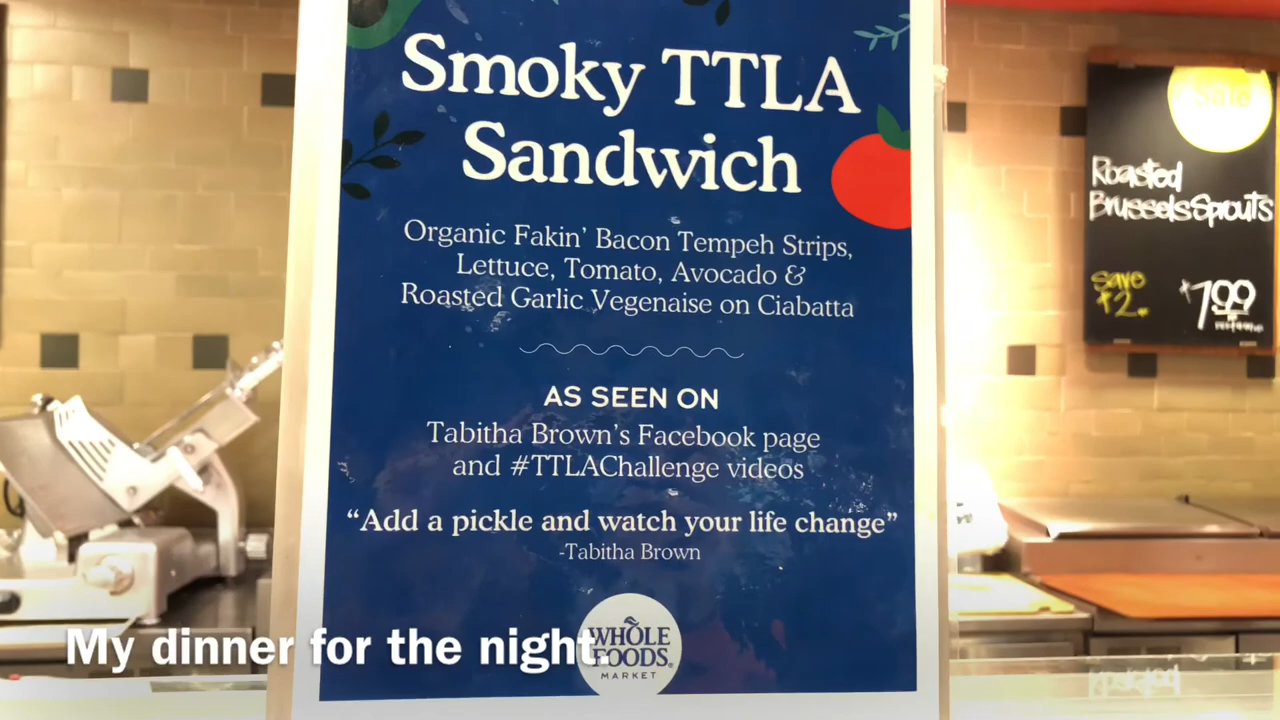 Smoky TTLA
Sandwich
Organic Fakin’ Bacon Tempeh Strips,
Lettuce, Tomato, Avocado &
Roasted Garlic Vegenaise on Ciabatta
AS SEEN ON
Tabitha Brown’s Facebook page
and #TTLAChallenge videos
“Add a pickle and watch your life change”
-Tabitha Brown
WHOLE
FOODS
MARKET
My dinner for the night.
Sale
Roasted
Brussels Sprouts
save
$2.
$7.99